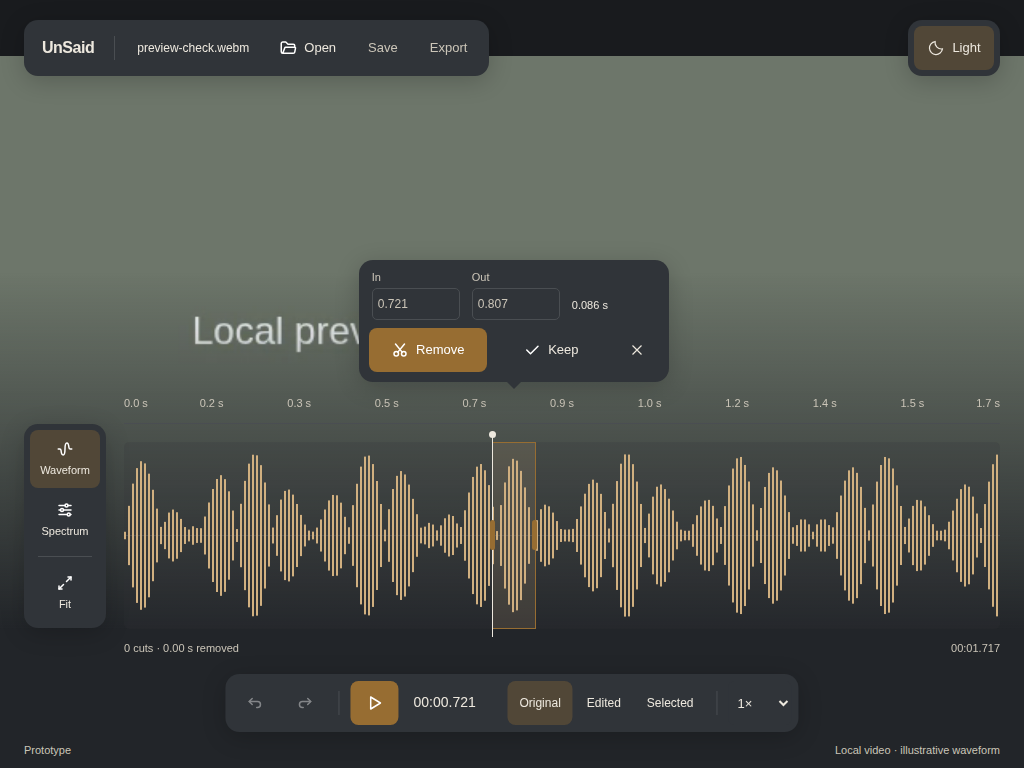 UnSaid
preview-check.webm
Open
Save
Export
Light
In
Out
0.721
0.807
0.086 s
Remove
Keep
Local prev
0.0 s
0.2 s
0.3 s
0.5 s
0.7 s
0.9 s
1.0 s
1.2 s
1.4 s
1.5 s
1.7 s
Waveform
Spectrum
Fit
0 cuts · 0.00 s removed
00:01.717
00:00.721
Original
Edited
Selected
1×
Prototype
Local video · illustrative waveform